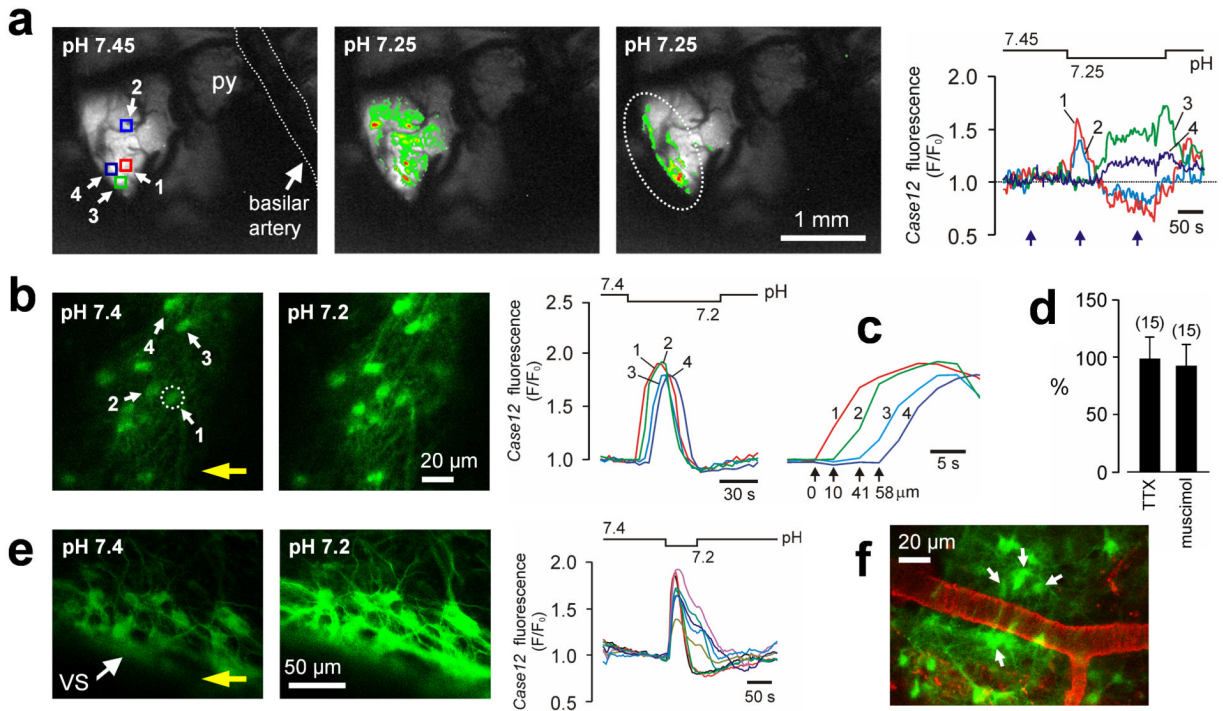 a
pH 7.45
2
py
4
3
1
basilar
artery
pH 7.25
pH 7.25
1 mm
7.45
7.25
pH
Case12 fluorescence
(F/F₀)
2.0
1.5
1.0
0.5
1
2
3
4
50 s
b
pH 7.4
4
3
2
1
pH 7.2
20 µm
7.4
7.2
pH
Case12 fluorescence
(F/F₀)
2.5
2.0
1.5
1.0
1
2
3
4
30 s
c
1
2
3
4
5 s
0 10 41 58 µm
d
150
100
50
0
%
(15)
(15)
TTX
muscimol
e
pH 7.4
VS
pH 7.2
50 µm
7.4
7.2
pH
Case12 fluorescence
(F/F₀)
2.0
1.5
1.0
0.5
50 s
f
20 µm